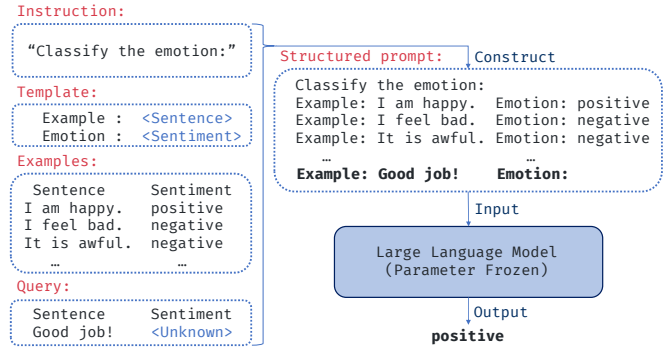 Instruction:
“Classify the emotion:”
Template:
Example : <Sentence>
Emotion : <Sentiment>
Examples:
Sentence Sentiment
I am happy. positive
I feel bad. negative
It is awful. negative
… …
Query:
Sentence Sentiment
Good job! <Unknown>
Structured prompt:
Construct
Classify the emotion:
Example: I am happy. Emotion: positive
Example: I feel bad. Emotion: negative
Example: It is awful. Emotion: negative
… …
Example: Good job! Emotion:
Input
Large Language Model
(Parameter Frozen)
Output
positive